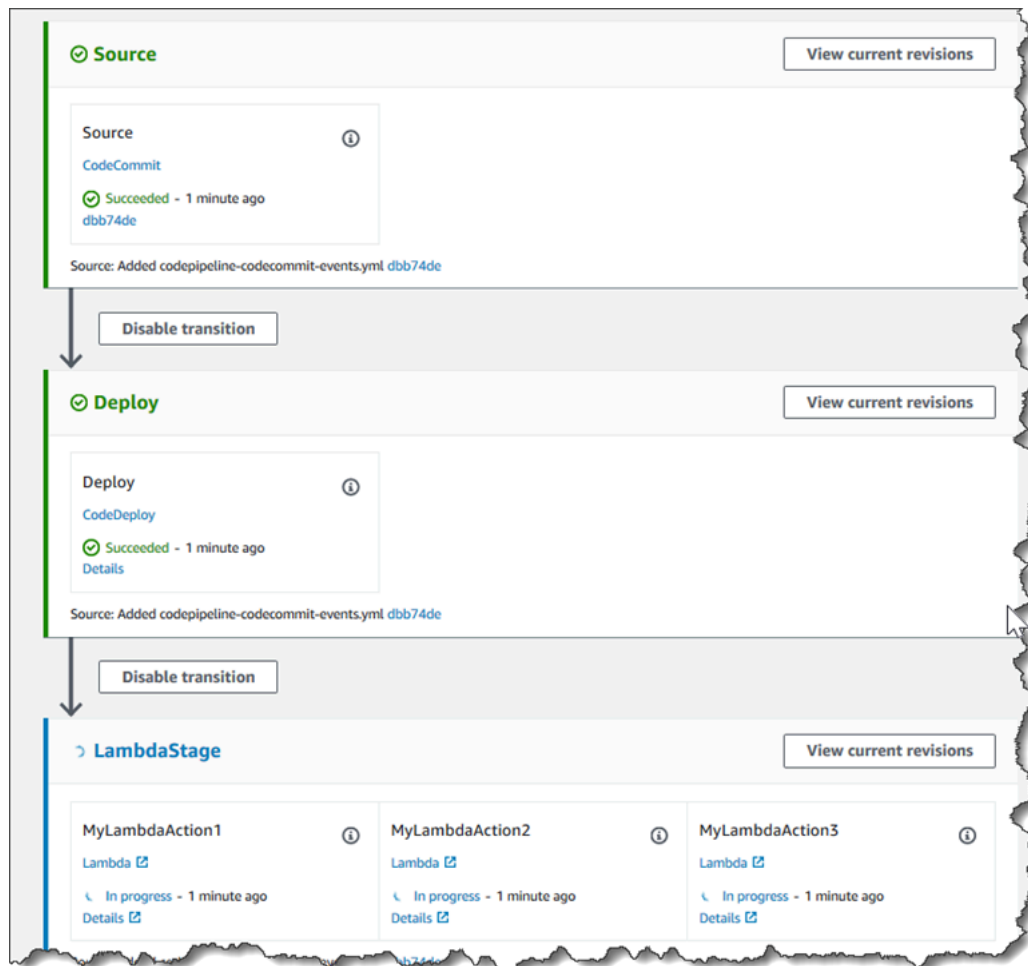 Source
View current revisions
Source
CodeCommit
Succeeded - 1 minute ago
dbb74de
Source: Added codepipeline-codecommit-events.yml dbb74de
Disable transition
Deploy
View current revisions
Deploy
CodeDeploy
Succeeded - 1 minute ago
Details
Source: Added codepipeline-codecommit-events.yml dbb74de
Disable transition
LambdaStage
View current revisions
MyLambdaAction1
Lambda
In progress - 1 minute ago
Details
MyLambdaAction2
Lambda
In progress - 1 minute ago
Details
MyLambdaAction3
Lambda
In progress - 1 minute ago
Details